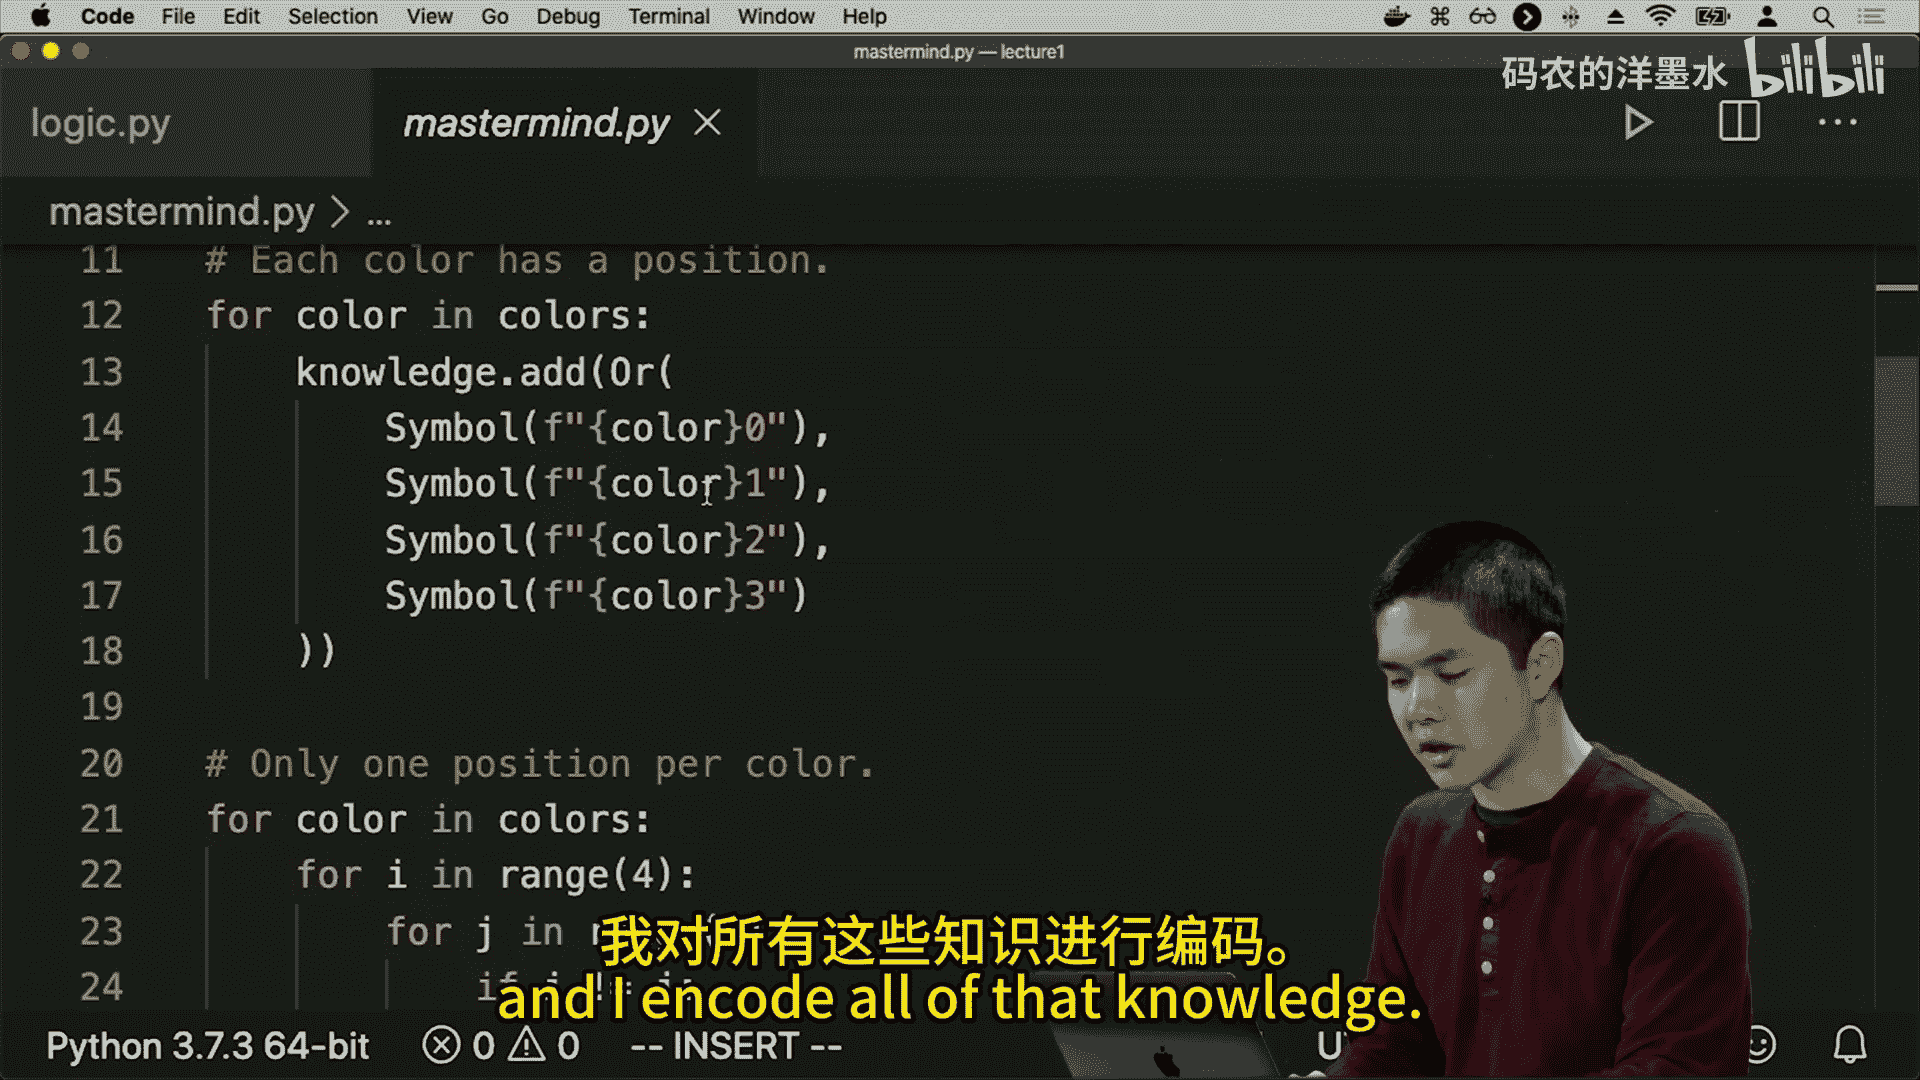 Code File Edit Selection View Go Debug Terminal Window Help
mastermind.py — lecture1
码农的洋墨水 bilibili
logic.py mastermind.py
mastermind.py > ...
11 # Each color has a position.
12 for color in colors:
13 knowledge.add(Or(
14 Symbol(f"{color}0"),
15 Symbol(f"{color}1"),
16 Symbol(f"{color}2"),
17 Symbol(f"{color}3")
18 ))
19
20 # Only one position per color.
21 for color in colors:
22 for i in range(4):
23 for j in
24 if i != j:
我对所有这些知识进行编码。
and I encode all of that knowledge.
Python 3.7.3 64-bit 0 0 -- INSERT --